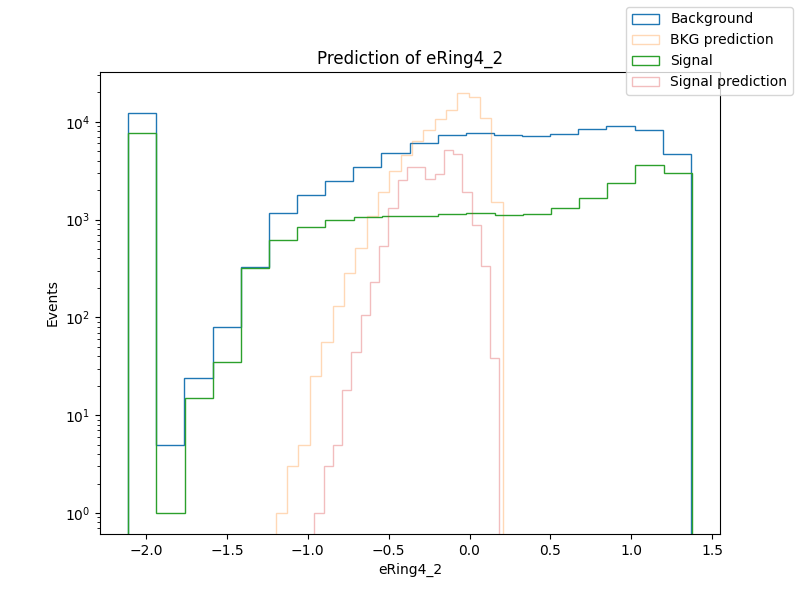 Prediction of eRing4_2
Background
BKG prediction
Signal
Signal prediction
Events
10⁴
10³
10²
10¹
10⁰
−2.0 −1.5 −1.0 −0.5 0.0 0.5 1.0 1.5
eRing4_2